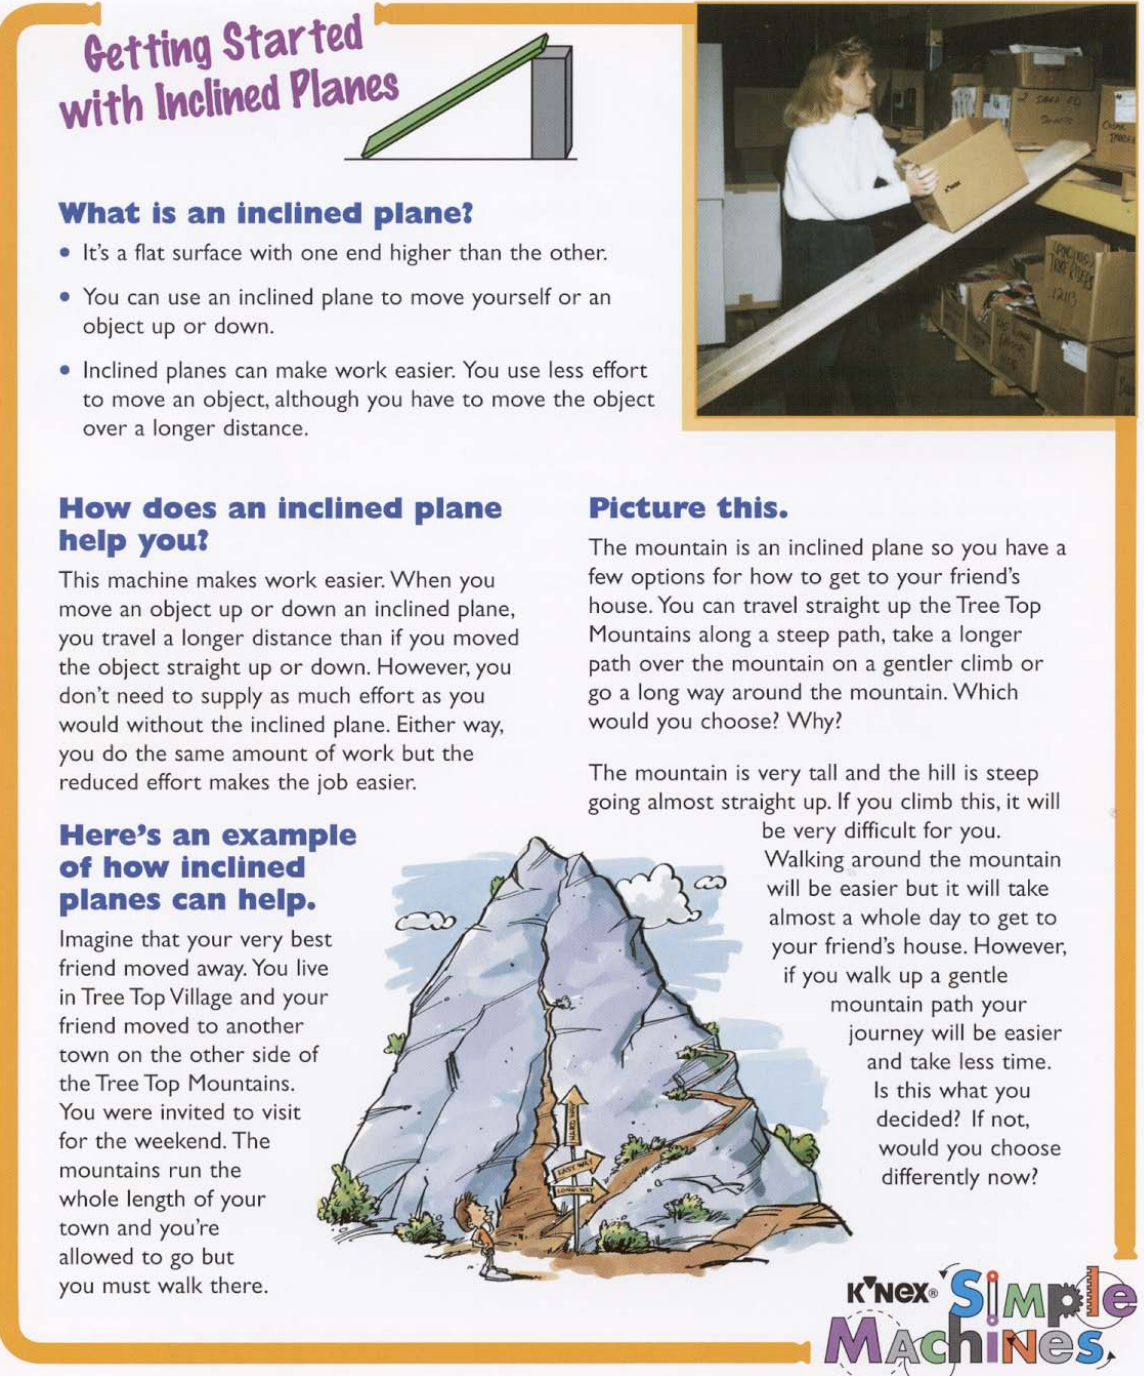 Getting Started
with Inclined Planes
What is an inclined plane?
• It's a flat surface with one end higher than the other.
• You can use an inclined plane to move yourself or an
object up or down.
• Inclined planes can make work easier. You use less effort
to move an object, although you have to move the object
over a longer distance.
K'NEX
How does an inclined plane
help you?
This machine makes work easier. When you
move an object up or down an inclined plane,
you travel a longer distance than if you moved
the object straight up or down. However, you
don't need to supply as much effort as you
would without the inclined plane. Either way,
you do the same amount of work but the
reduced effort makes the job easier.
Here's an example
of how inclined
planes can help.
Imagine that your very best
friend moved away. You live
in Tree Top Village and your
friend moved to another
town on the other side of
the Tree Top Mountains.
You were invited to visit
for the weekend. The
mountains run the
whole length of your
town and you're
allowed to go but
you must walk there.
Picture this.
The mountain is an inclined plane so you have a
few options for how to get to your friend's
house. You can travel straight up the Tree Top
Mountains along a steep path, take a longer
path over the mountain on a gentler climb or
go a long way around the mountain. Which
would you choose? Why?
The mountain is very tall and the hill is steep
going almost straight up. If you climb this, it will
be very difficult for you.
Walking around the mountain
will be easier but it will take
almost a whole day to get to
your friend's house. However,
if you walk up a gentle
mountain path your
journey will be easier
and take less time.
Is this what you
decided? If not,
would you choose
differently now?
HARD WAY
EASY WAY
LONG WAY
K'NEX®
SiMple
MAchiNes.